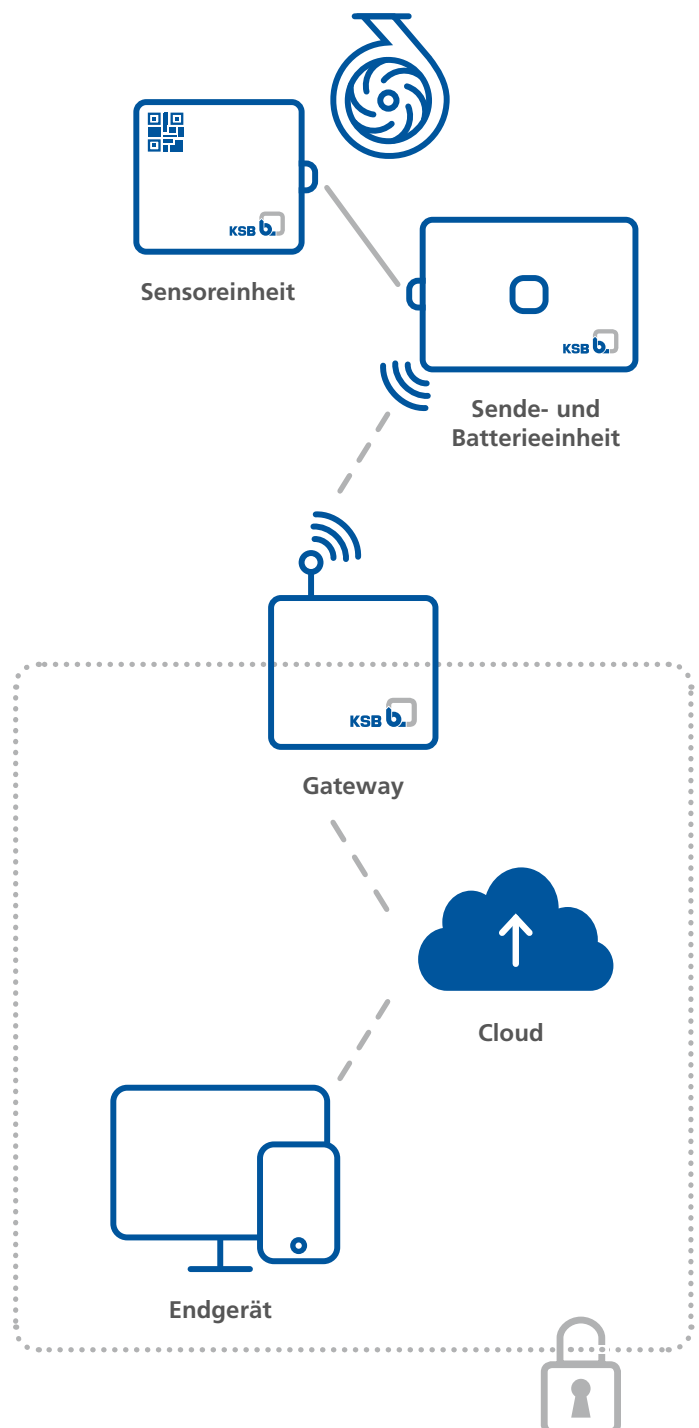 KSB
Sensoreinheit
KSB
Sende- und
Batterieeinheit
KSB
Gateway
Cloud
Endgerät